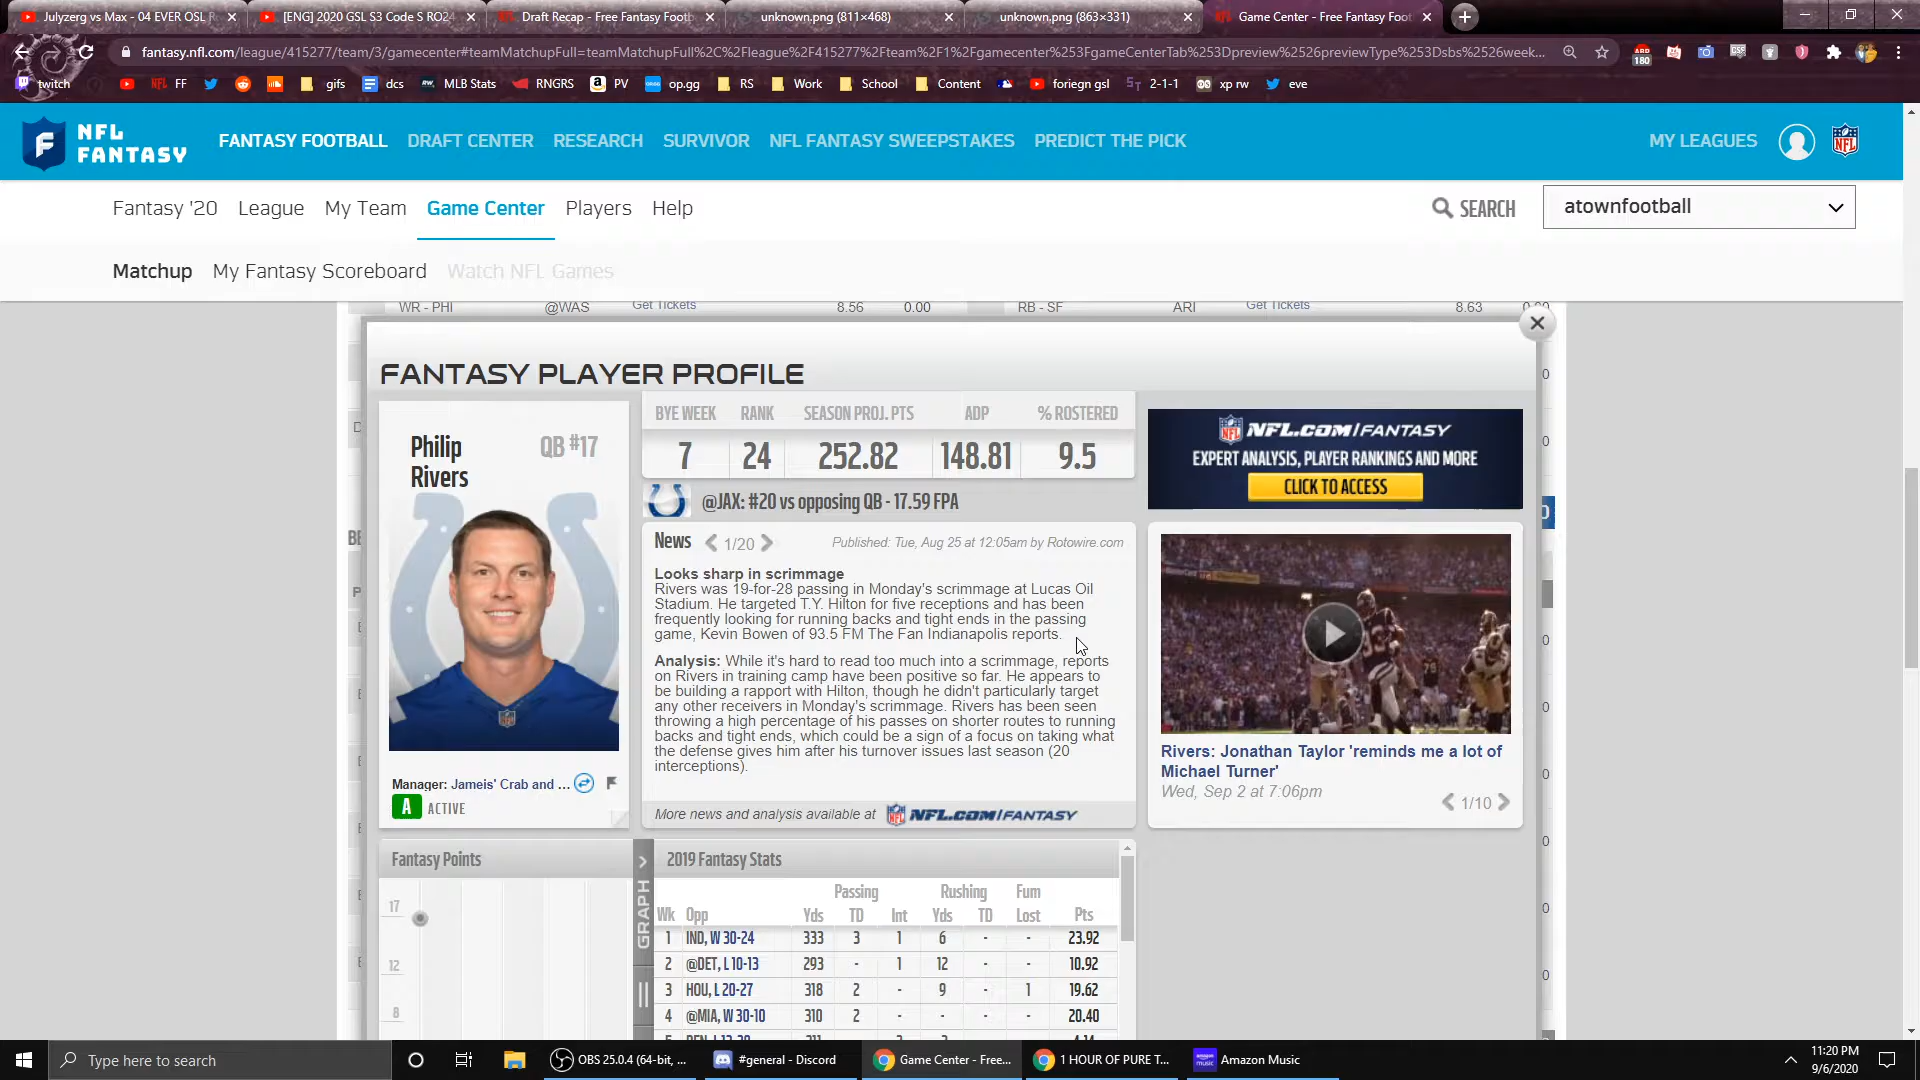 Julyzerg vs Max - 04 EVER OSL R
[ENG] 2020 GSL S3 Code S RO24
Draft Recap - Free Fantasy Footb
unknown.png (811×468)
unknown.png (863×331)
Game Center - Free Fantasy Foot
fantasy.nfl.com/league/415277/team/3/gamecenter#teamMatchupFull=teamMatchupFull%2C%2Fleague%2F415277%2Fteam%2F1%2Fgamecenter%253FgameCenterTab%253Dpreview%2526previewType%253Dsbs%2526week...
180
twitch
FF
gifs
dcs
MLB Stats
RNGRS
PV
op.gg
RS
Work
School
Content
foriegn gsl
2-1-1
xp rw
eve
NFL FANTASY
FANTASY FOOTBALL
DRAFT CENTER
RESEARCH
SURVIVOR
NFL FANTASY SWEEPSTAKES
PREDICT THE PICK
MY LEAGUES
Fantasy '20
League
My Team
Game Center
Players
Help
SEARCH
atownfootball
Matchup
My Fantasy Scoreboard
Watch NFL Games
WR - PHI @WAS Get Tickets 8.56 0.00 RB - SF ARI Get Tickets 8.63 0.00
FANTASY PLAYER PROFILE
Philip Rivers
QB #17
BYE WEEK RANK SEASON PROJ. PTS ADP % ROSTERED
7 24 252.82 148.81 9.5
@JAX: #20 vs opposing QB - 17.59 FPA
NFL.COM/FANTASY
EXPERT ANALYSIS, PLAYER RANKINGS AND MORE
CLICK TO ACCESS
News 1/20 Published: Tue, Aug 25 at 12:05am by Rotowire.com
Looks sharp in scrimmage
Rivers was 19-for-28 passing in Monday's scrimmage at Lucas Oil
Stadium. He targeted T.Y. Hilton for five receptions and has been
frequently looking for running backs and tight ends in the passing
game, Kevin Bowen of 93.5 FM The Fan Indianapolis reports.
Analysis: While it's hard to read too much into a scrimmage, reports
on Rivers in training camp have been positive so far. He appears to
be building a rapport with Hilton, though he didn't particularly target
any other receivers in Monday's scrimmage. Rivers has been seen
throwing a high percentage of his passes on shorter routes to running
backs and tight ends, which could be a sign of a focus on taking what
the defense gives him after his turnover issues last season (20
interceptions).
More news and analysis available at NFL.COM/FANTASY
Rivers: Jonathan Taylor 'reminds me a lot of
Michael Turner'
Wed, Sep 2 at 7:06pm
1/10
Manager: Jameis' Crab and ...
A ACTIVE
Fantasy Points
17
12
8
GRAPH
2019 Fantasy Stats
Passing Rushing Fum
Wk Opp Yds TD Int Yds TD Lost Pts
1 IND, W 30-24 333 3 1 6 - - 23.92
2 @DET, L 10-13 293 - 1 12 - - 10.92
3 HOU, L 20-27 318 2 - 9 - 1 19.62
4 @MIA, W 30-10 310 2 - - - - 20.40
Type here to search
OBS 25.0.4 (64-bit, ...
#general - Discord
Game Center - Free...
1 HOUR OF PURE T...
Amazon Music
11:20 PM
9/6/2020